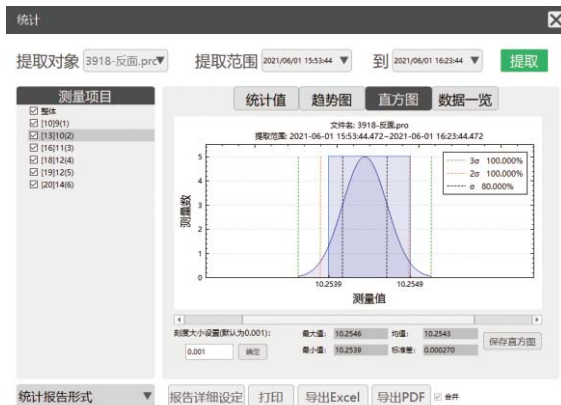 统计
提取对象 3918-反面.prc 提取范围 2021/06/01 15:53:44 到 2021/06/01 16:23:44 提取
测量项目
整体
[10]9(1)
[13]10(2)
[16]11(3)
[18]12(4)
[19]12(5)
[20]14(6)
统计值 趋势图 直方图 数据一览
文件名: 3918-反面.pro
提取范围: 2021-06-01 15:53:44.472~2021-06-01 16:23:44.472
3σ 100.000%
2σ 100.000%
σ 80.000%
测量数
5
4
3
2
1
0
10.2539 10.2549
测量值
刻度大小设置(默认为0.001):
0.001 确定
最大值: 10.2546 均值: 10.2543
最小值: 10.2539 标准差: 0.000270
保存直方图
统计报告形式 报告详细设定 打印 导出Excel 导出PDF 合并